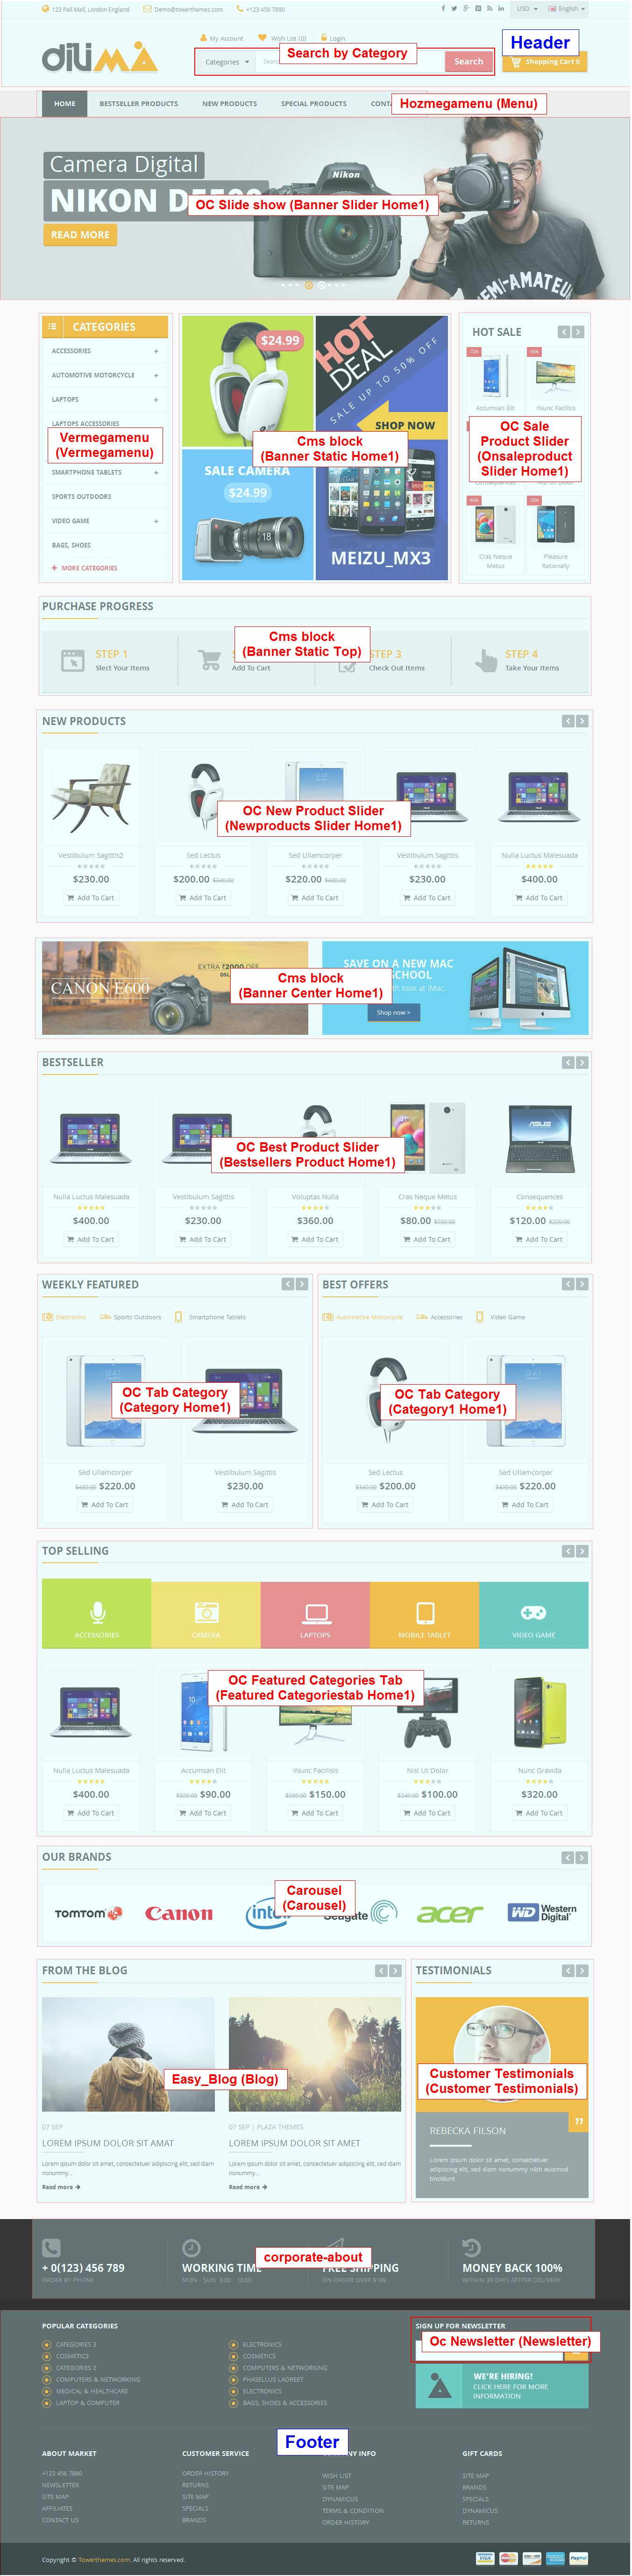 123 Pall Mall, London England
Demo@towerthemes.com
+123 456 7890
USD
English
My Account
Wish List (0)
Login
Header
DIUMA
Categories
Search by Category
Search
Shopping Cart 0
HOME
BESTSELLER PRODUCTS
NEW PRODUCTS
SPECIAL PRODUCTS
Hozmegamenu (Menu)
Camera Digital
NIKON
OC Slide show (Banner Slider Home1)
READ MORE
Nikon
CATEGORIES
ACCESSORIES
AUTOMOTIVE MOTORCYCLE
LAPTOPS
LAPTOPS ACCESSORIES
Vermegamenu
(Vermegamenu)
SMARTPHONE TABLETS
SPORTS OUTDOORS
VIDEO GAME
BAGS, SHOES
MORE CATEGORIES
$24.99
HOT
DEAL
SALE UP TO 50% OFF
SHOP NOW
Cms block
(Banner Static Home1)
SALE CAMERA
$24.99
18
MEIZU_MX3
HOT SALE
Accumsan Elit
INunc Facilisis
OC Sale
Product Slider
(Onsaleproduct
Slider Home1)
Cras Neque
Metus
Pleasure
Rationally
PURCHASE PROGRESS
Cms block
(Banner Static Top)
STEP 1
Slect Your Items
Add To Cart
STEP 3
Check Out Items
STEP 4
Take Your Items
NEW PRODUCTS
OC New Product Slider
(Newproducts Slider Home1)
Vestibulum Sagittis2
$230.00
Add To Cart
Sed Lectus
$200.00 $340.00
Add To Cart
Sed Ullamcorper
$220.00 $430.00
Add To Cart
Vestibulum Sagittis
$230.00
Add To Cart
Nulla Luctus Malesuada
$400.00
Add To Cart
CANON E600
EXTRA ₹2000 OFF
Cms block
(Banner Center Home1)
SAVE ON A NEW MAC
SCHOOL
look at iMac.
Shop now >
BESTSELLER
OC Best Product Slider
(Bestsellers Product Home1)
ASUS
Nulla Luctus Malesuada
$400.00
Add To Cart
Vestibulum Sagittis
$230.00
Add To Cart
Voluptas Nulla
$360.00
Add To Cart
Cras Neque Metus
$80.00 $230.00
Add To Cart
Consequences
$120.00 $220.00
Add To Cart
WEEKLY FEATURED
Electronics
Sports Outdoors
Smartphone Tablets
OC Tab Category
(Category Home1)
Sed Ullamcorper
$430.00 $220.00
Add To Cart
Vestibulum Sagittis
$230.00
Add To Cart
BEST OFFERS
Automotive Motorcycle
Accessories
Video Game
OC Tab Category
(Category1 Home1)
Sed Lectus
$340.00 $200.00
Add To Cart
Sed Ullamcorper
$430.00 $220.00
Add To Cart
TOP SELLING
ACCESSORIES
CAMERA
LAPTOPS
MOBILE TABLET
VIDEO GAME
OC Featured Categories Tab
(Featured Categoriestab Home1)
Nulla Luctus Malesuada
$400.00
Add To Cart
Accumsan Elit
$320.00 $90.00
Add To Cart
INunc Facilisis
$330.00 $150.00
Add To Cart
Nisl Ut Dolor
$240.00 $100.00
Add To Cart
Nunc Gravida
$320.00
Add To Cart
OUR BRANDS
Carousel
(Carousel)
TOMTOM
Canon
intel
Seagate
acer
WD Western
Digital
FROM THE BLOG
Easy_Blog (Blog)
07 SEP
LOREM IPSUM DOLOR SIT AMAT
Lorem ipsum dolor sit amet, consectetuer adipiscing elit, sed diam
nonummy...
Read more
07 SEP | PLAZA THEMES
LOREM IPSUM DOLOR SIT AMET
Lorem ipsum dolor sit amet, consectetuer adipiscing elit, sed diam
nonummy...
Read more
TESTIMONIALS
Customer Testimonials
(Customer Testimonials)
REBECKA FILSON
Lorem ipsum dolor sit amet, consectetuer
adipiscing elit, sed diam nonummy nibh euismod
tincidunt
corporate-about
+ 0(123) 456 789
ORDER BY PHONE
WORKING TIME
MON - SUN: 8.00 - 18.00
FREE SHIPPING
ON ORDER OVER $199
MONEY BACK 100%
WITHIN 30 DAYS AFTER DELIVERY
POPULAR CATEGORIES
CATEGORIES 3
COSMETICS
CATEGORIES 2
COMPUTERS & NETWORKING
MEDICAL & HEALTHCARE
LAPTOP & COMPUTER
ELECTRONICS
COSMETICS
COMPUTERS & NETWORKING
PHASELLUS LAOREET
ELECTRONICS
BAGS, SHOES & ACCESSORIES
SIGN UP FOR NEWSLETTER
Oc Newsletter (Newsletter)
WE'RE HIRING!
CLICK HERE FOR MORE
INFORMATION
Footer
ABOUT MARKET
+123 456 7890
NEWSLETTER
SITE MAP
AFFILIATES
CONTACT US
CUSTOMER SERVICE
ORDER HISTORY
RETURNS
SITE MAP
SPECIALS
BRANDS
INFO
WISH LIST
SITE MAP
DYNAMICUS
TERMS & CONDITION
ORDER HISTORY
GIFT CARDS
SITE MAP
BRANDS
SPECIALS
DYNAMICUS
RETURNS
Copyright © Towerthemes.com. All rights reserved.
VISA
DISCOVER
PayPal